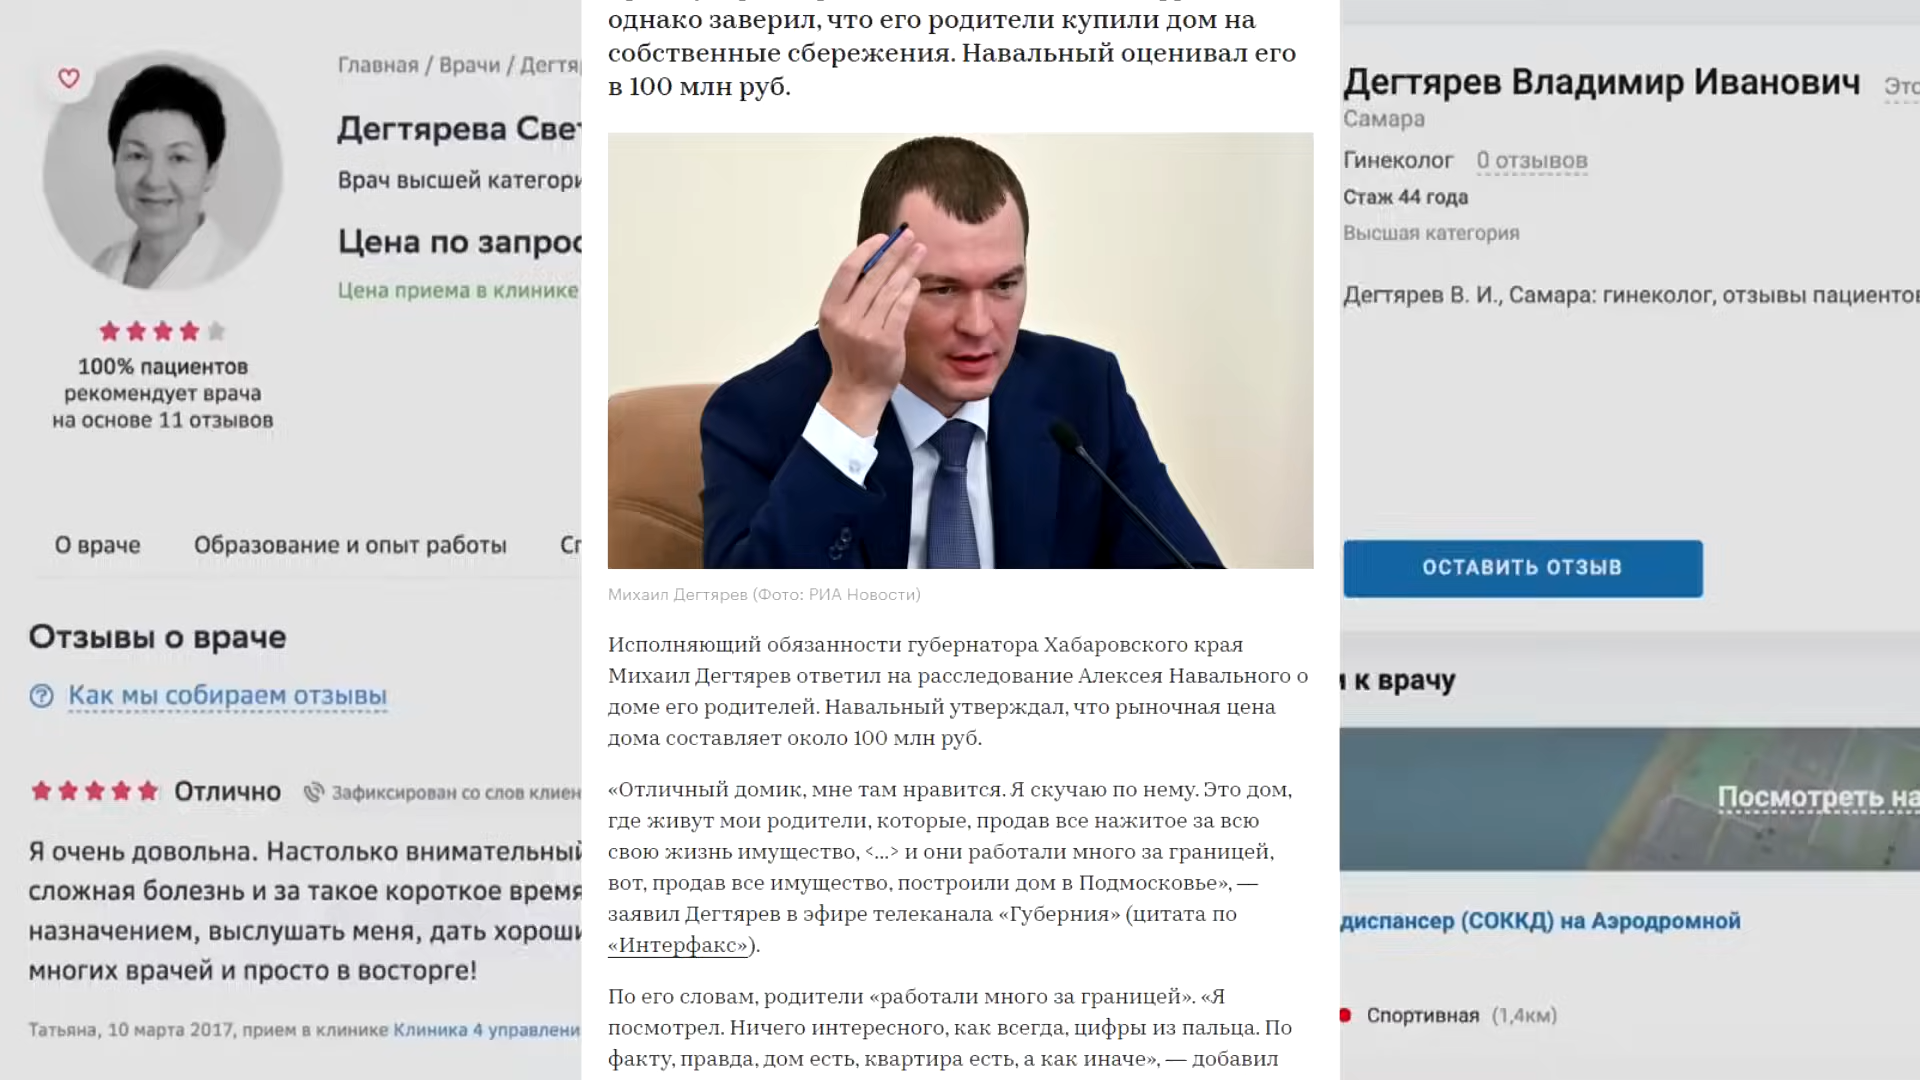 Главная / Врачи /
Дегтярева
Врач высшей
Цена по
Цена приема в клинике
100% пациентов
рекомендует врача
на основе 11 отзывов
О враче
Образование и опыт работы
Отзывы о враче
Как мы собираем отзывы
Отлично
Зафиксирован со слов
Я очень довольна. Настолько внимательный
сложная болезнь и за такое короткое время
назначением, выслушать меня, дать
многих врачей и просто в восторге!
Татьяна, 10 марта 2017, прием в клинике Клиника 4
однако заверил, что его родители купили дом на
собственные сбережения. Навальный оценивал его
в 100 млн руб.
Михаил Дегтярев (Фото: РИА Новости)
Исполняющий обязанности губернатора Хабаровского края
Михаил Дегтярев ответил на расследование Алексея Навального о
доме его родителей. Навальный утверждал, что рыночная цена
дома составляет около 100 млн руб.
«Отличный домик, мне там нравится. Я скучаю по нему. Это дом,
где живут мои родители, которые, продав все нажитое за всю
свою жизнь имущество, <...> и они работали много за границей,
вот, продав все имущество, построили дом в Подмосковье», —
заявил Дегтярев в эфире телеканала «Губерния» (цитата по
«Интерфакс»).
По его словам, родители «работали много за границей». «Я
посмотрел. Ничего интересного, как всегда, цифры из пальца. По
факту, правда, дом есть, квартира есть, а как иначе», — добавил
Дегтярев Владимир Иванович
Самара
Гинеколог 0 отзывов
Стаж 44 года
Высшая категория
Дегтярев В. И., Самара: гинеколог, отзывы
ОСТАВИТЬ ОТЗЫВ
к врачу
Посмотреть на
диспансер (СОККД) на Аэродромной
Спортивная (1,4км)